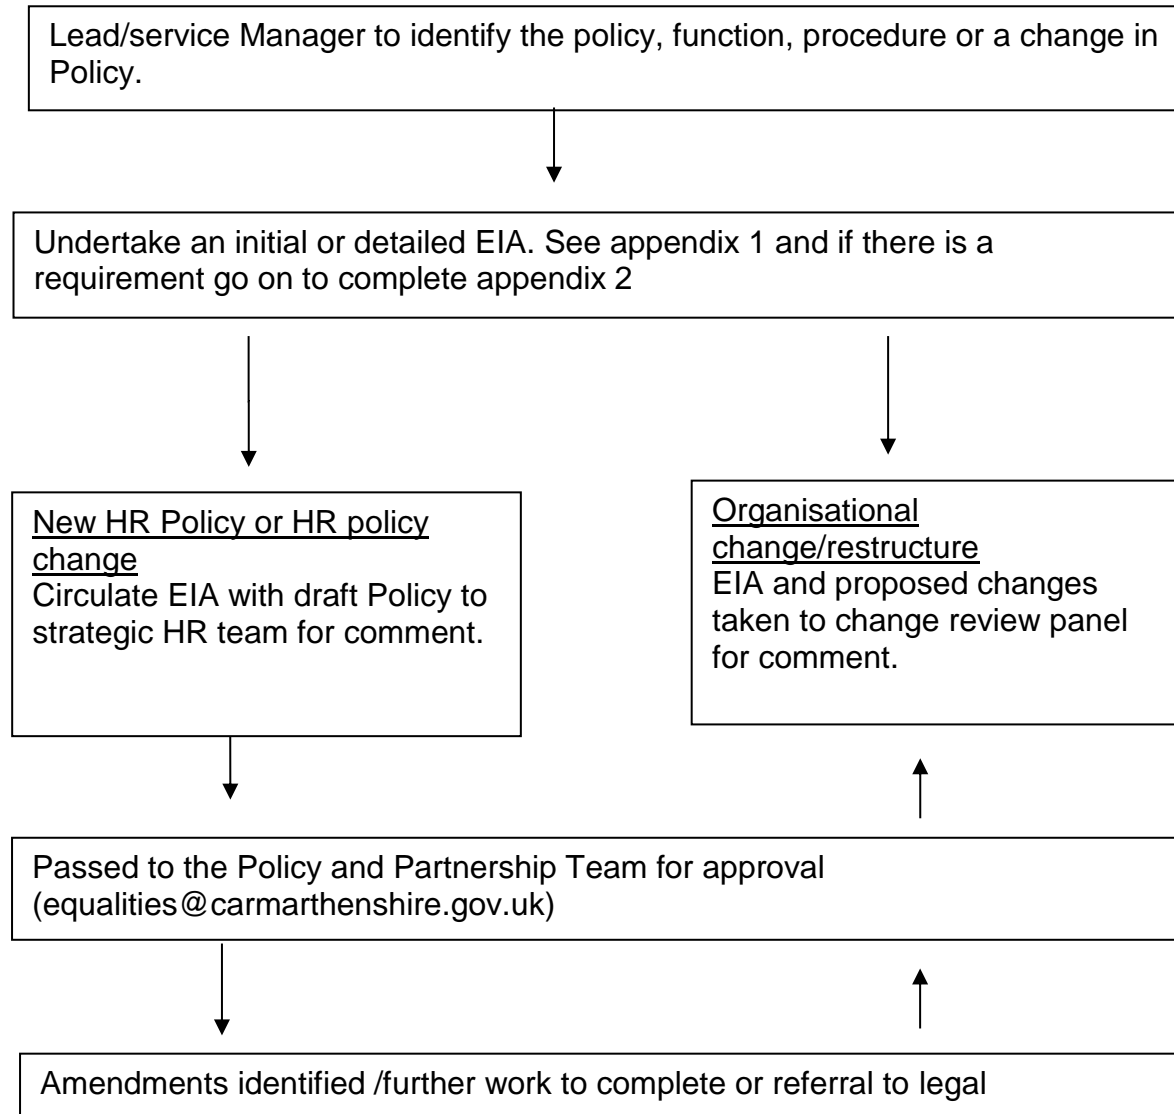 Lead/service Manager to identify the policy, function, procedure or a change in
Policy.
Undertake an initial or detailed EIA. See appendix 1 and if there is a
requirement go on to complete appendix 2
New HR Policy or HR policy
change
Circulate EIA with draft Policy to
strategic HR team for comment.
Organisational
change/restructure
EIA and proposed changes
taken to change review panel
for comment.
Passed to the Policy and Partnership Team for approval
(equalities@carmarthenshire.gov.uk)
Amendments identified /further work to complete or referral to legal